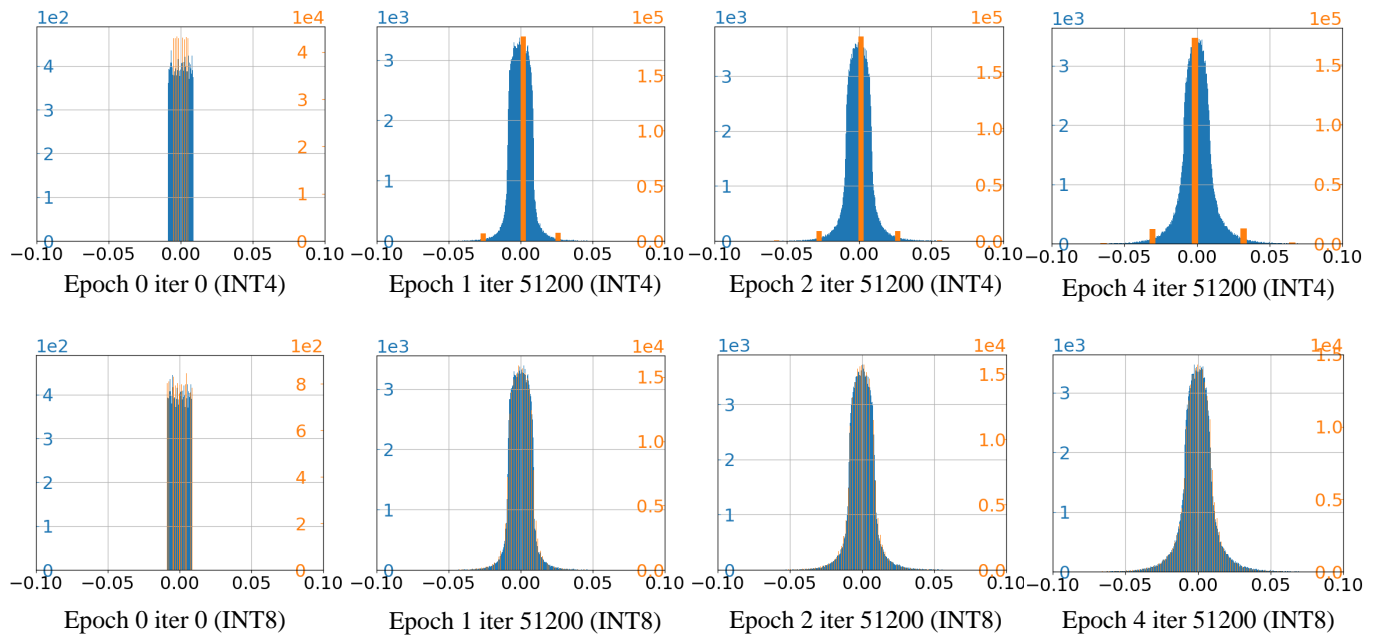 1e2 1e4
4 4
3 3
2 2
1 1
0 0
−0.10 −0.05 0.00 0.05 0.10
Epoch 0 iter 0 (INT4)
1e3 1e5
3 1.5
2 1.0
1 0.5
0 0.0
−0.10 −0.05 0.00 0.05 0.10
Epoch 1 iter 51200 (INT4)
1e3 1e5
3 1.5
2 1.0
1 0.5
0 0.0
−0.10 −0.05 0.00 0.05 0.10
Epoch 2 iter 51200 (INT4)
1e3 1e5
3 1.5
2 1.0
1 0.5
0 0.0
−0.10 −0.05 0.00 0.05 0.10
Epoch 4 iter 51200 (INT4)
1e2 1e2
4 8
3 6
2 4
1 2
0 0
−0.10 −0.05 0.00 0.05 0.10
Epoch 0 iter 0 (INT8)
1e3 1e4
3 1.5
2 1.0
1 0.5
0 0.0
−0.10 −0.05 0.00 0.05 0.10
Epoch 1 iter 51200 (INT8)
1e3 1e4
3 1.5
2 1.0
1 0.5
0 0.0
−0.10 −0.05 0.00 0.05 0.10
Epoch 2 iter 51200 (INT8)
1e3 1e4
3 1.5
2 1.0
1 0.5
0 0.0
−0.10 −0.05 0.00 0.05 0.10
Epoch 4 iter 51200 (INT8)